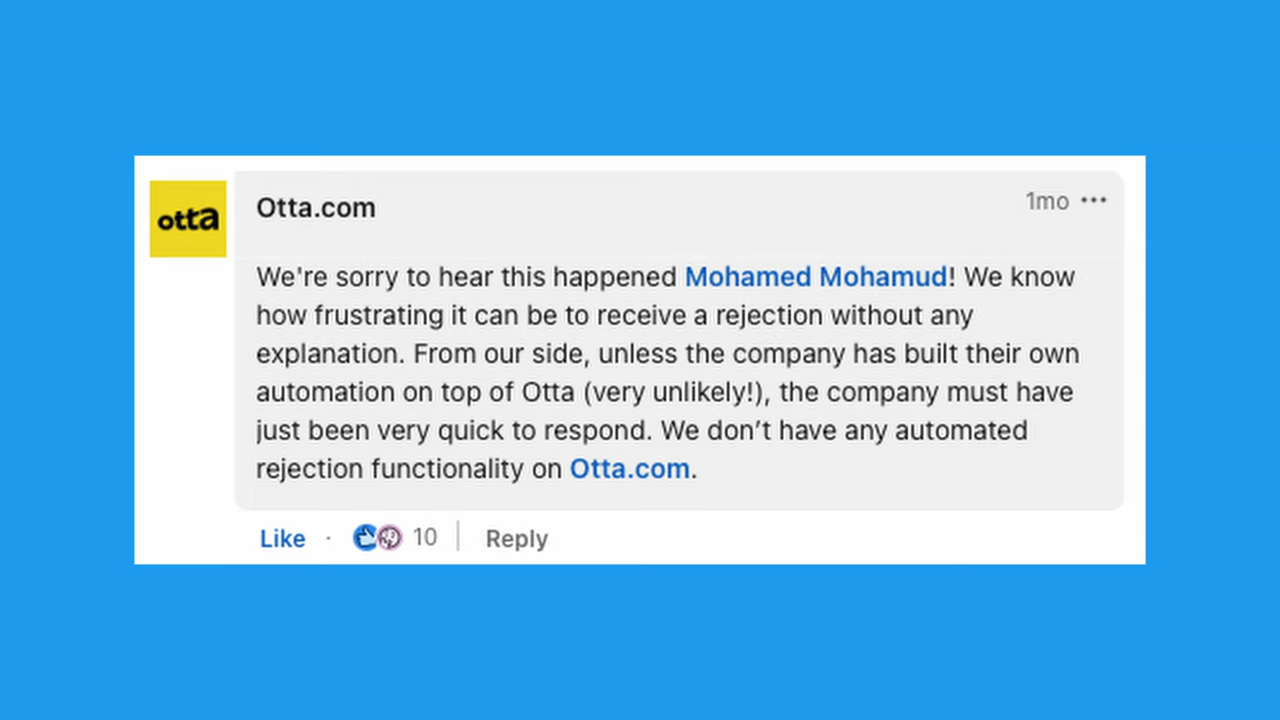 otta
Otta.com
1mo •••
We're sorry to hear this happened Mohamed Mohamud! We know
how frustrating it can be to receive a rejection without any
explanation. From our side, unless the company has built their own
automation on top of Otta (very unlikely!), the company must have
just been very quick to respond. We don’t have any automated
rejection functionality on Otta.com.
Like · 10 | Reply